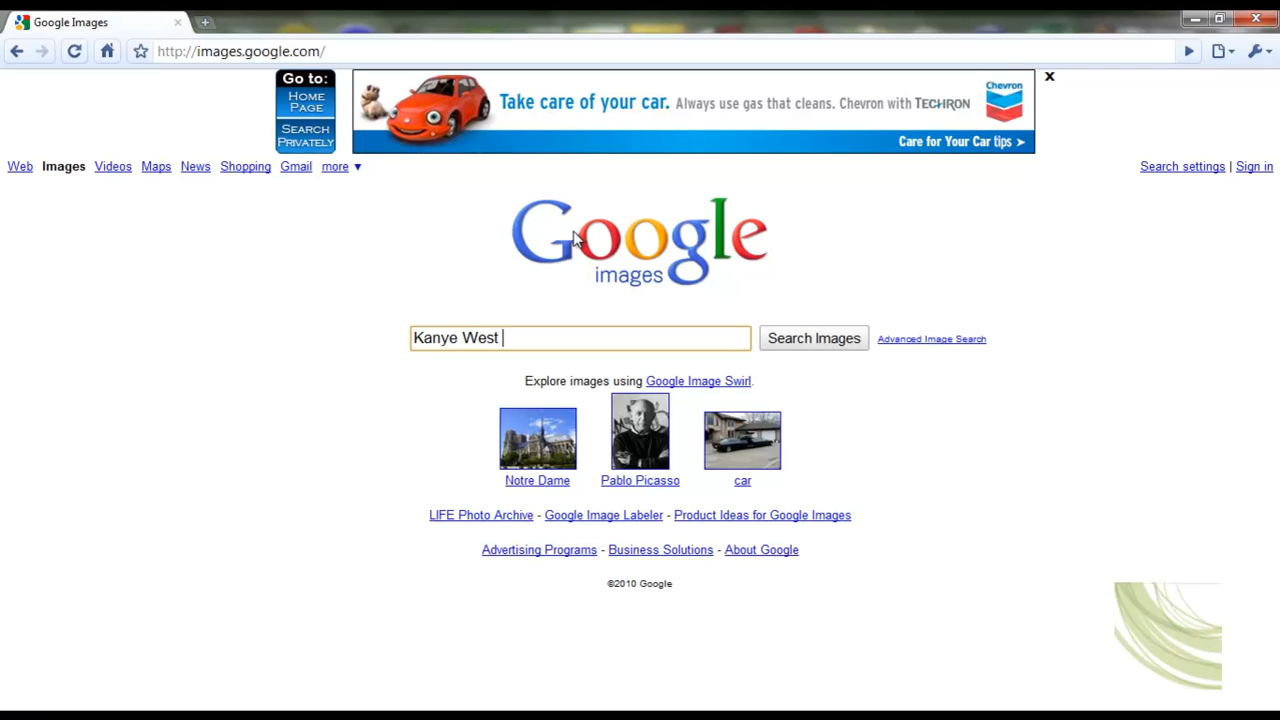 Google Images
http://images.google.com/
Go to:
HOME
PAGE
SEARCH
PRIVATELY
Take care of your car. Always use gas that cleans. Chevron with TECHRON
Chevron
Care for Your Car tips
x
Web Images Videos Maps News Shopping Gmail more ▼
Search settings | Sign in
Google
images
Kanye West
Search Images
Advanced Image Search
Explore images using Google Image Swirl.
Notre Dame
Pablo Picasso
car
LIFE Photo Archive - Google Image Labeler - Product Ideas for Google Images
Advertising Programs - Business Solutions - About Google
©2010 Google